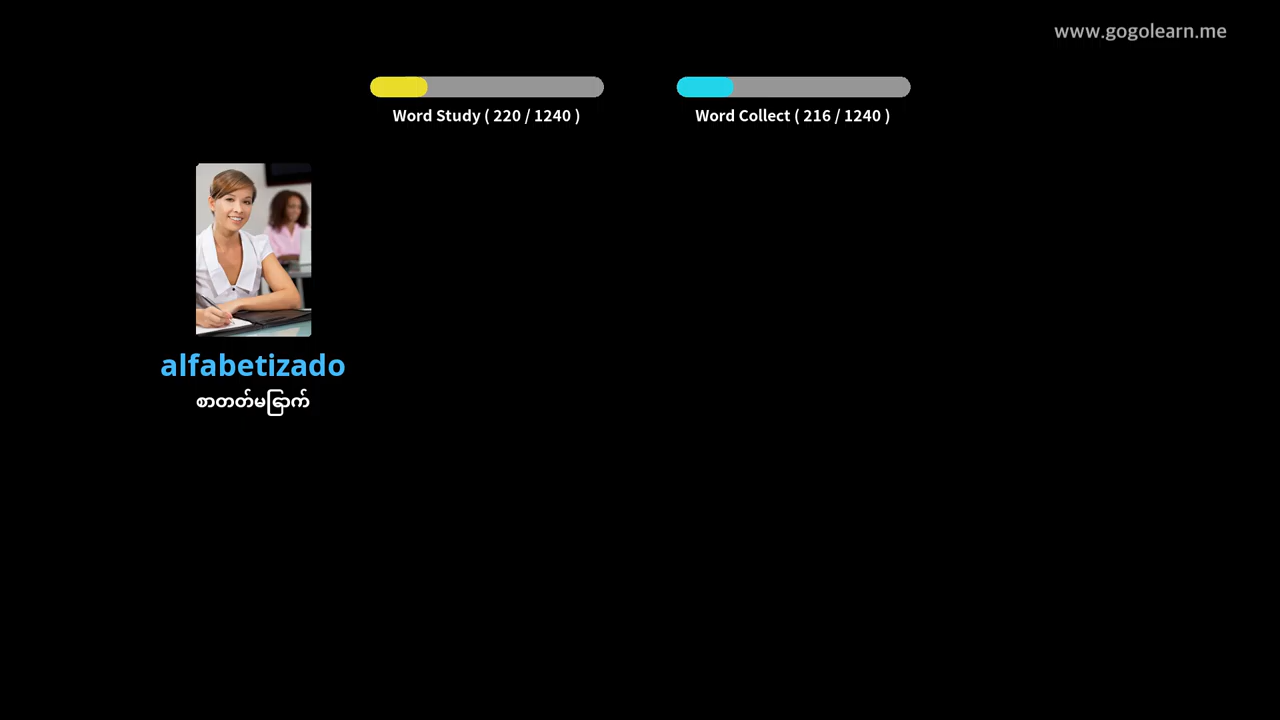 www.gogolearn.me
Word Study ( 220 / 1240 )
Word Collect ( 216 / 1240 )
alfabetizado
စာတတ်မြောက်